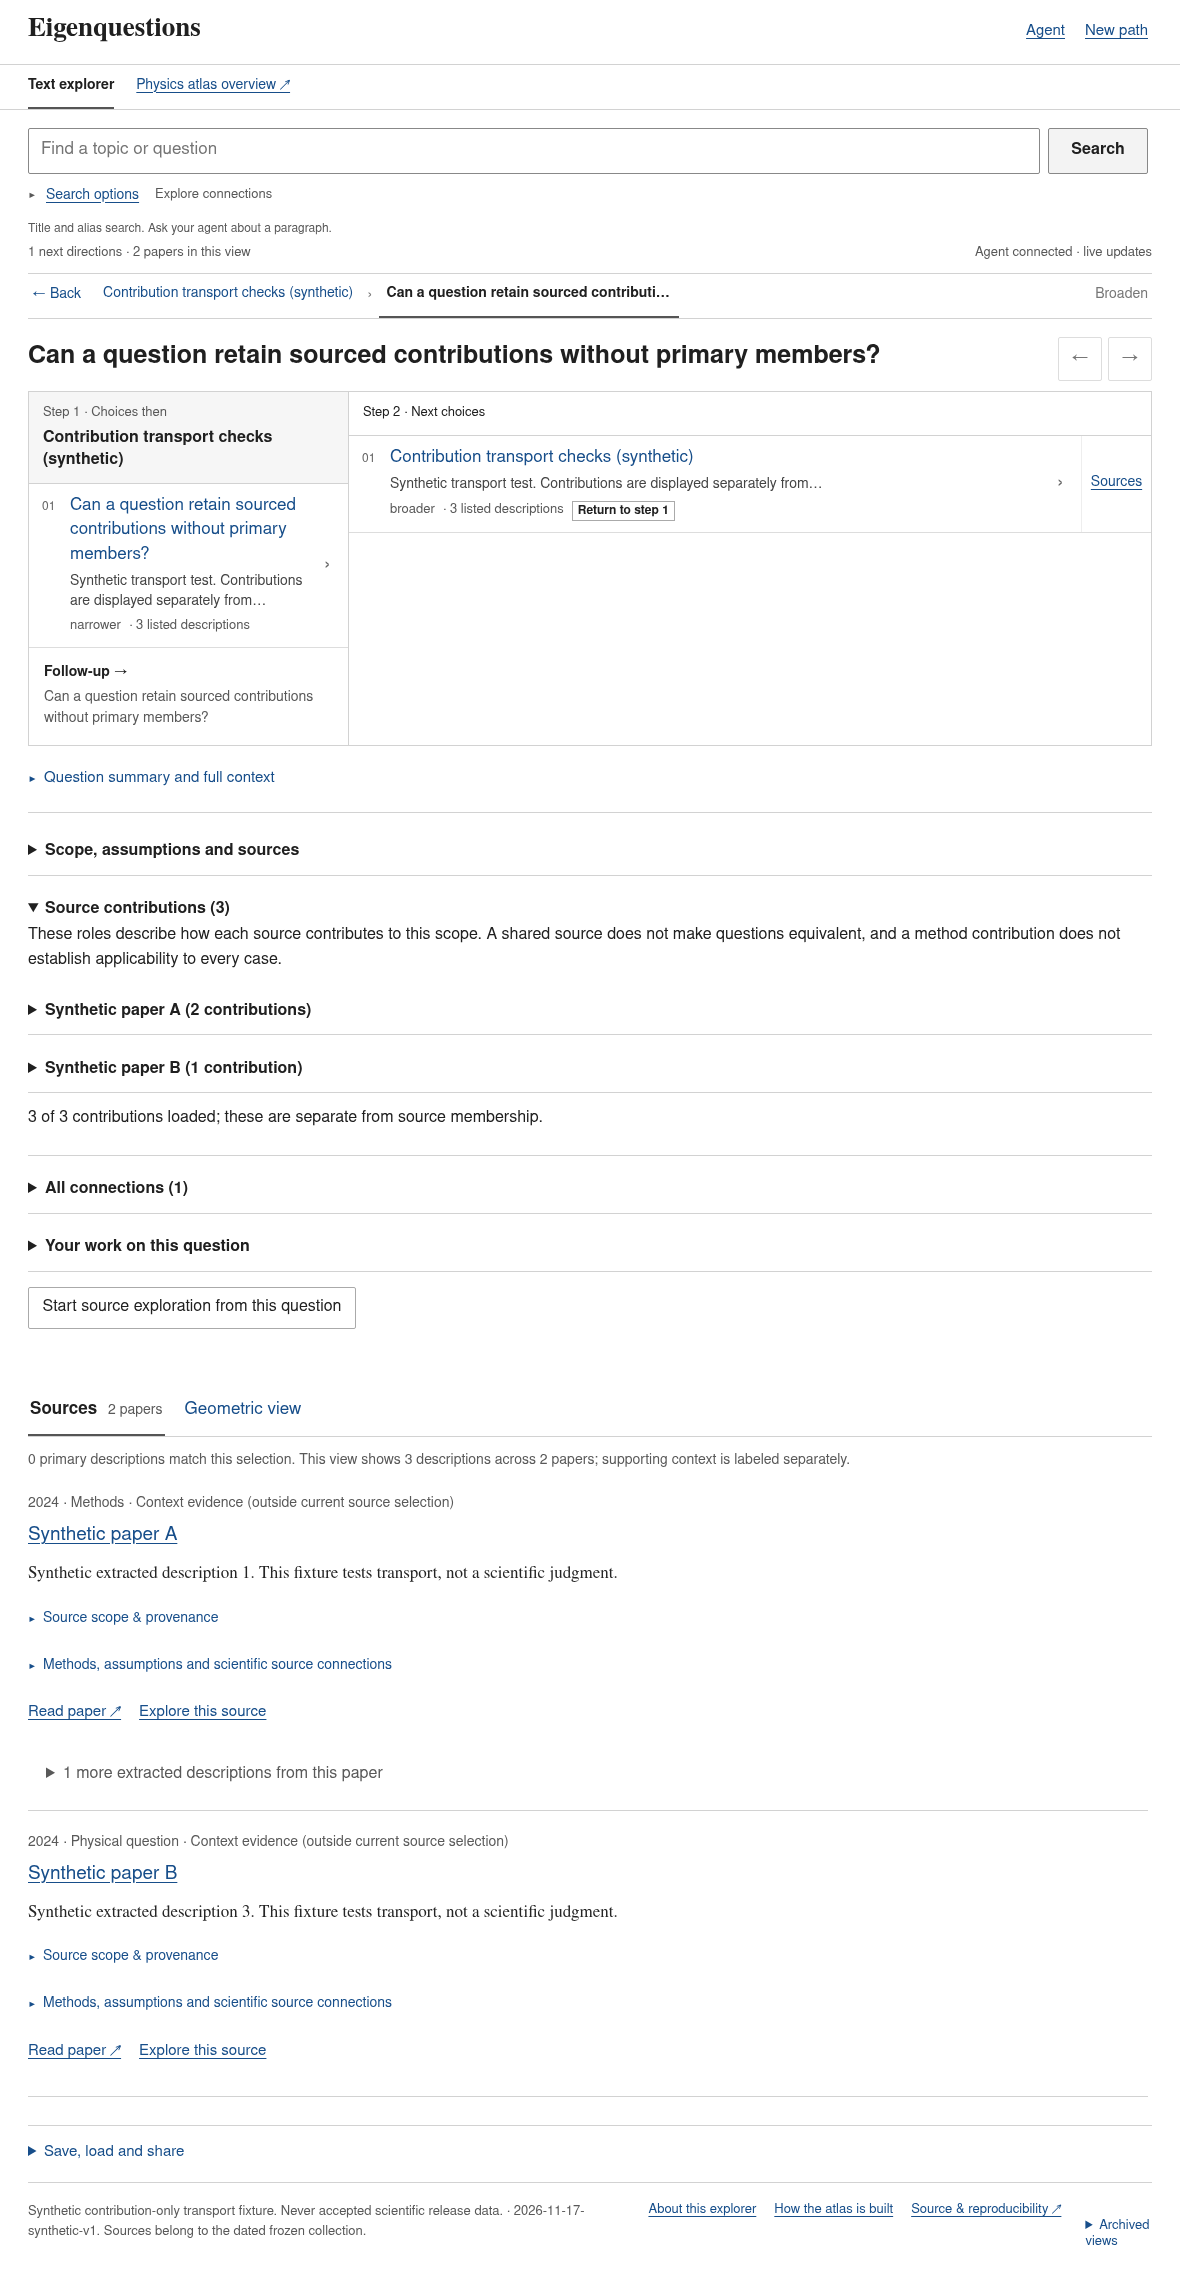 Eigenquestions
Agent New path
Text explorer Physics atlas overview ↗
Find a topic or question
Search
▸ Search options Explore connections
Title and alias search. Ask your agent about a paragraph.
1 next directions · 2 papers in this view
Agent connected · live updates
← Back Contribution transport checks (synthetic) › Can a question retain sourced contributi… Broaden
Can a question retain sourced contributions without primary members?
← →
Step 1 · Choices then
Contribution transport checks
(synthetic)
01 Can a question retain sourced
contributions without primary
members?
›
Synthetic transport test. Contributions
are displayed separately from…
narrower · 3 listed descriptions
Follow-up →
Can a question retain sourced contributions
without primary members?
Step 2 · Next choices
01 Contribution transport checks (synthetic)
Synthetic transport test. Contributions are displayed separately from…
broader · 3 listed descriptions Return to step 1
› Sources
▸ Question summary and full context
▶ Scope, assumptions and sources
▼ Source contributions (3)
These roles describe how each source contributes to this scope. A shared source does not make questions equivalent, and a method contribution does not
establish applicability to every case.
▶ Synthetic paper A (2 contributions)
▶ Synthetic paper B (1 contribution)
3 of 3 contributions loaded; these are separate from source membership.
▶ All connections (1)
▶ Your work on this question
Start source exploration from this question
Sources 2 papers Geometric view
0 primary descriptions match this selection. This view shows 3 descriptions across 2 papers; supporting context is labeled separately.
2024 · Methods · Context evidence (outside current source selection)
Synthetic paper A
Synthetic extracted description 1. This fixture tests transport, not a scientific judgment.
▸ Source scope & provenance
▸ Methods, assumptions and scientific source connections
Read paper ↗ Explore this source
▶ 1 more extracted descriptions from this paper
2024 · Physical question · Context evidence (outside current source selection)
Synthetic paper B
Synthetic extracted description 3. This fixture tests transport, not a scientific judgment.
▸ Source scope & provenance
▸ Methods, assumptions and scientific source connections
Read paper ↗ Explore this source
▶ Save, load and share
Synthetic contribution-only transport fixture. Never accepted scientific release data. · 2026-11-17-
synthetic-v1. Sources belong to the dated frozen collection.
About this explorer How the atlas is built Source & reproducibility ↗
▶ Archived
views